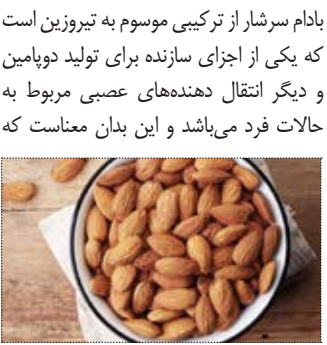 بادام سرشار از ترکیبی موسوم به تیروزین است
که یکی از اجزای سازنده برای تولید دوپامین
و دیگر انتقال دهنده‌های عصبی مربوط به
حالات فرد می‌باشد و این بدان معناست که